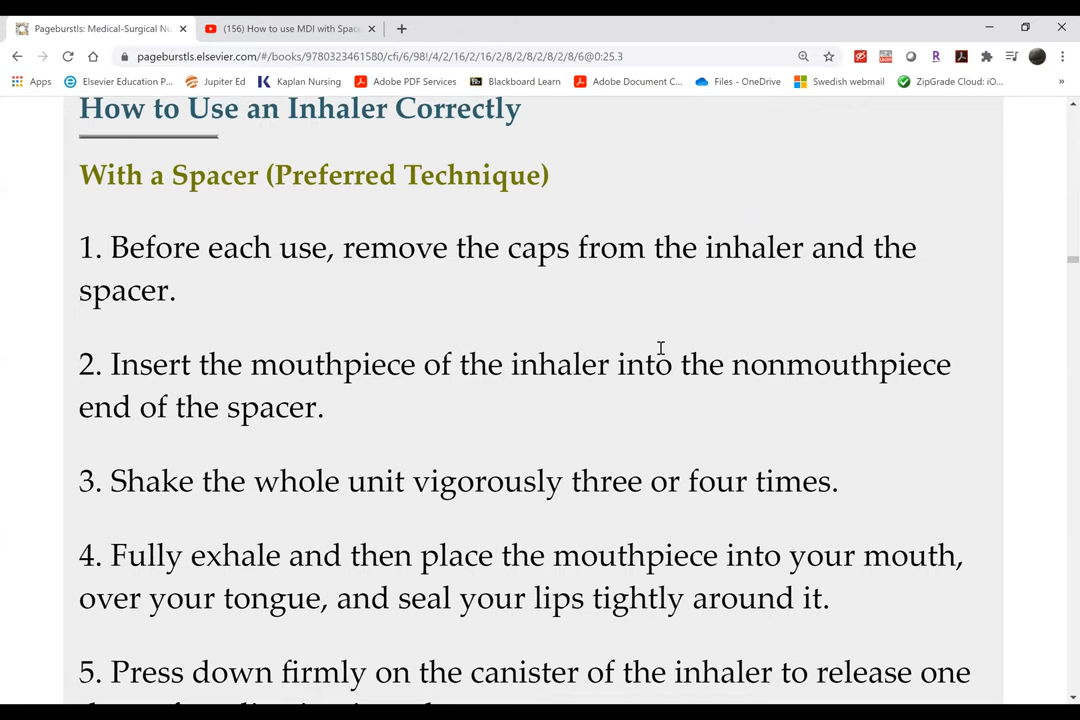 Pageburstls: Medical-Surgical Nu
(156) How to use MDI with Space
pageburstls.elsevier.com/#/books/9780323461580/cfi/6/98!/4/2/16/2/16/2/8/2/8/2/8/2/8/6@0:25.3
Apps Elsevier Education P... Jupiter Ed Kaplan Nursing Adobe PDF Services Blackboard Learn Adobe Document C... Files - OneDrive Swedish webmail ZipGrade Cloud: iO... »
How to Use an Inhaler Correctly
With a Spacer (Preferred Technique)
1. Before each use, remove the caps from the inhaler and the
spacer.
2. Insert the mouthpiece of the inhaler into the nonmouthpiece
end of the spacer.
3. Shake the whole unit vigorously three or four times.
4. Fully exhale and then place the mouthpiece into your mouth,
over your tongue, and seal your lips tightly around it.
5. Press down firmly on the canister of the inhaler to release one